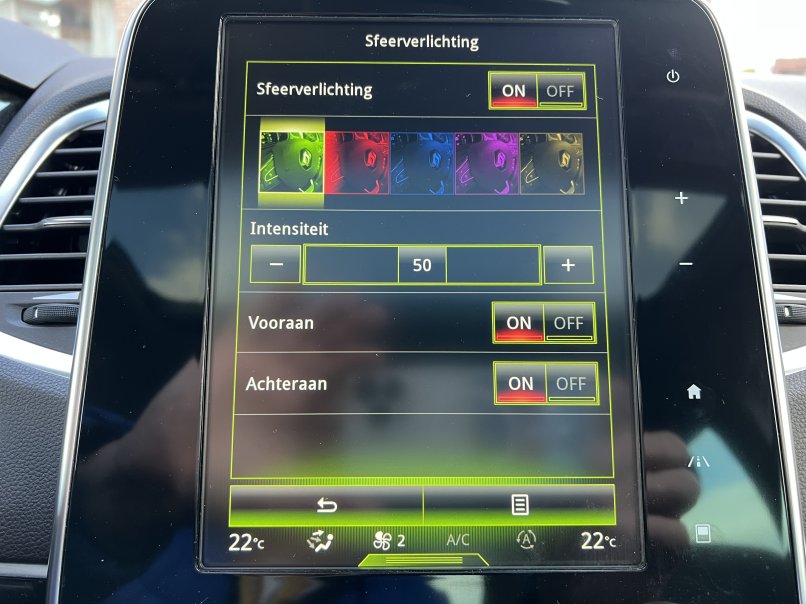 Sfeerverlichting
Sfeerverlichting ON OFF
Intensiteit
− 50 +
Vooraan ON OFF
Achteraan ON OFF
22°C 2 A/C A 22°C